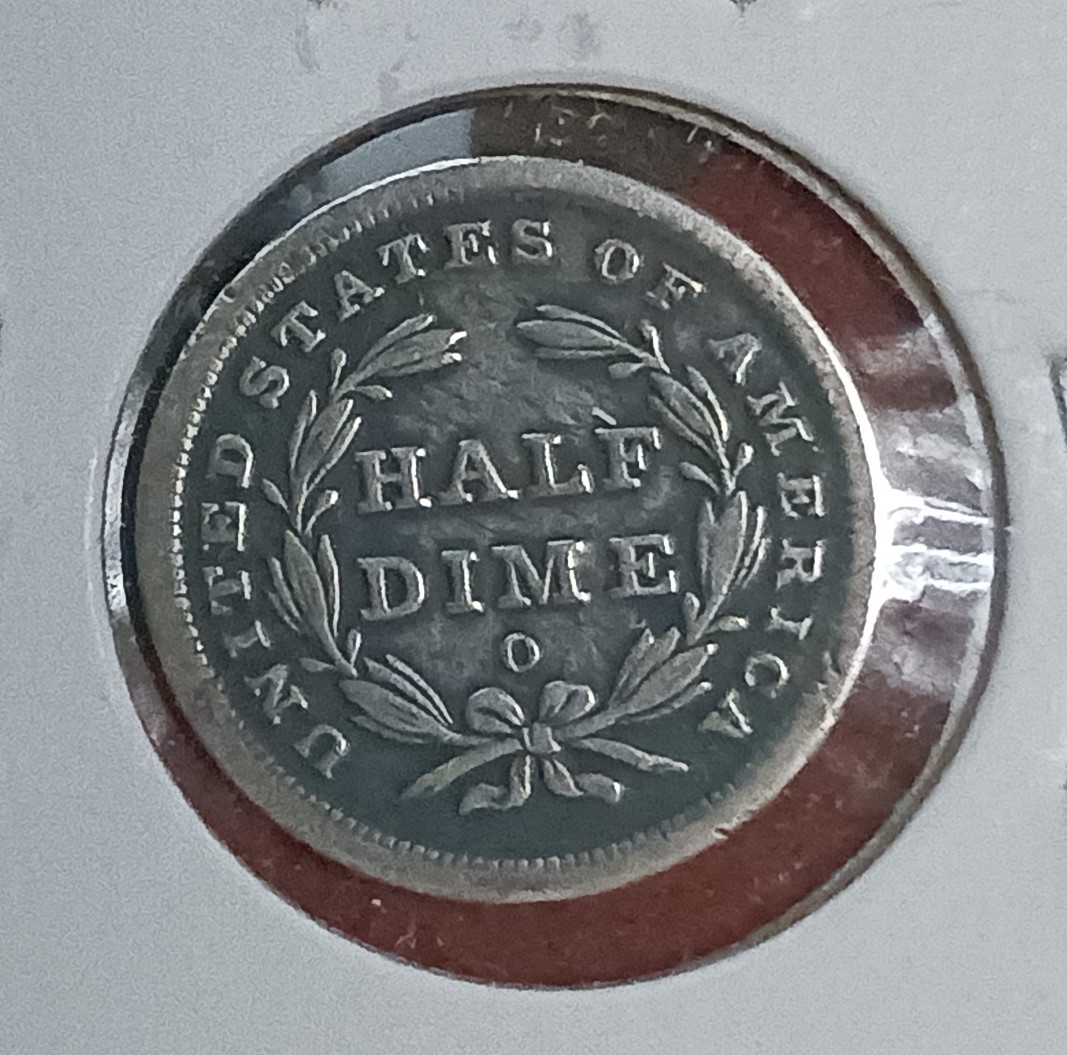 UNITED STATES OF AMERICA
HALF
DIME
O